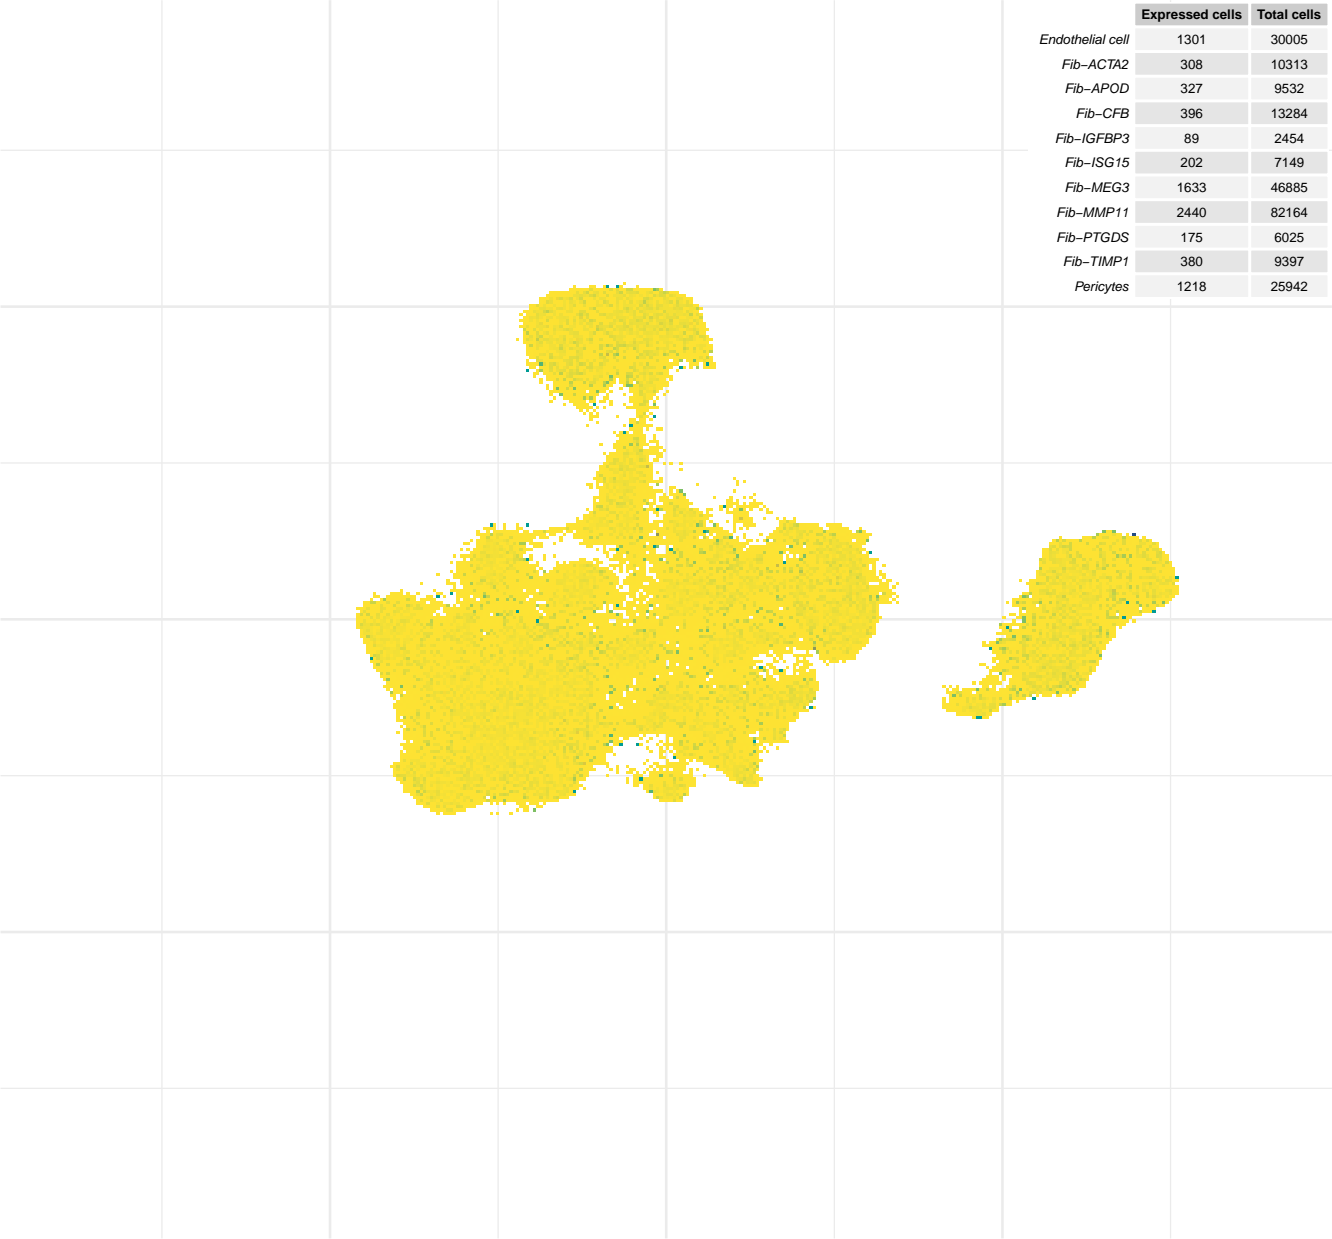 Expressed cells Total cells
Endothelial cell 1301 30005
Fib−ACTA2 308 10313
Fib−APOD 327 9532
Fib−CFB 396 13284
Fib−IGFBP3 89 2454
Fib−ISG15 202 7149
Fib−MEG3 1633 46885
Fib−MMP11 2440 82164
Fib−PTGDS 175 6025
Fib−TIMP1 380 9397
Pericytes 1218 25942